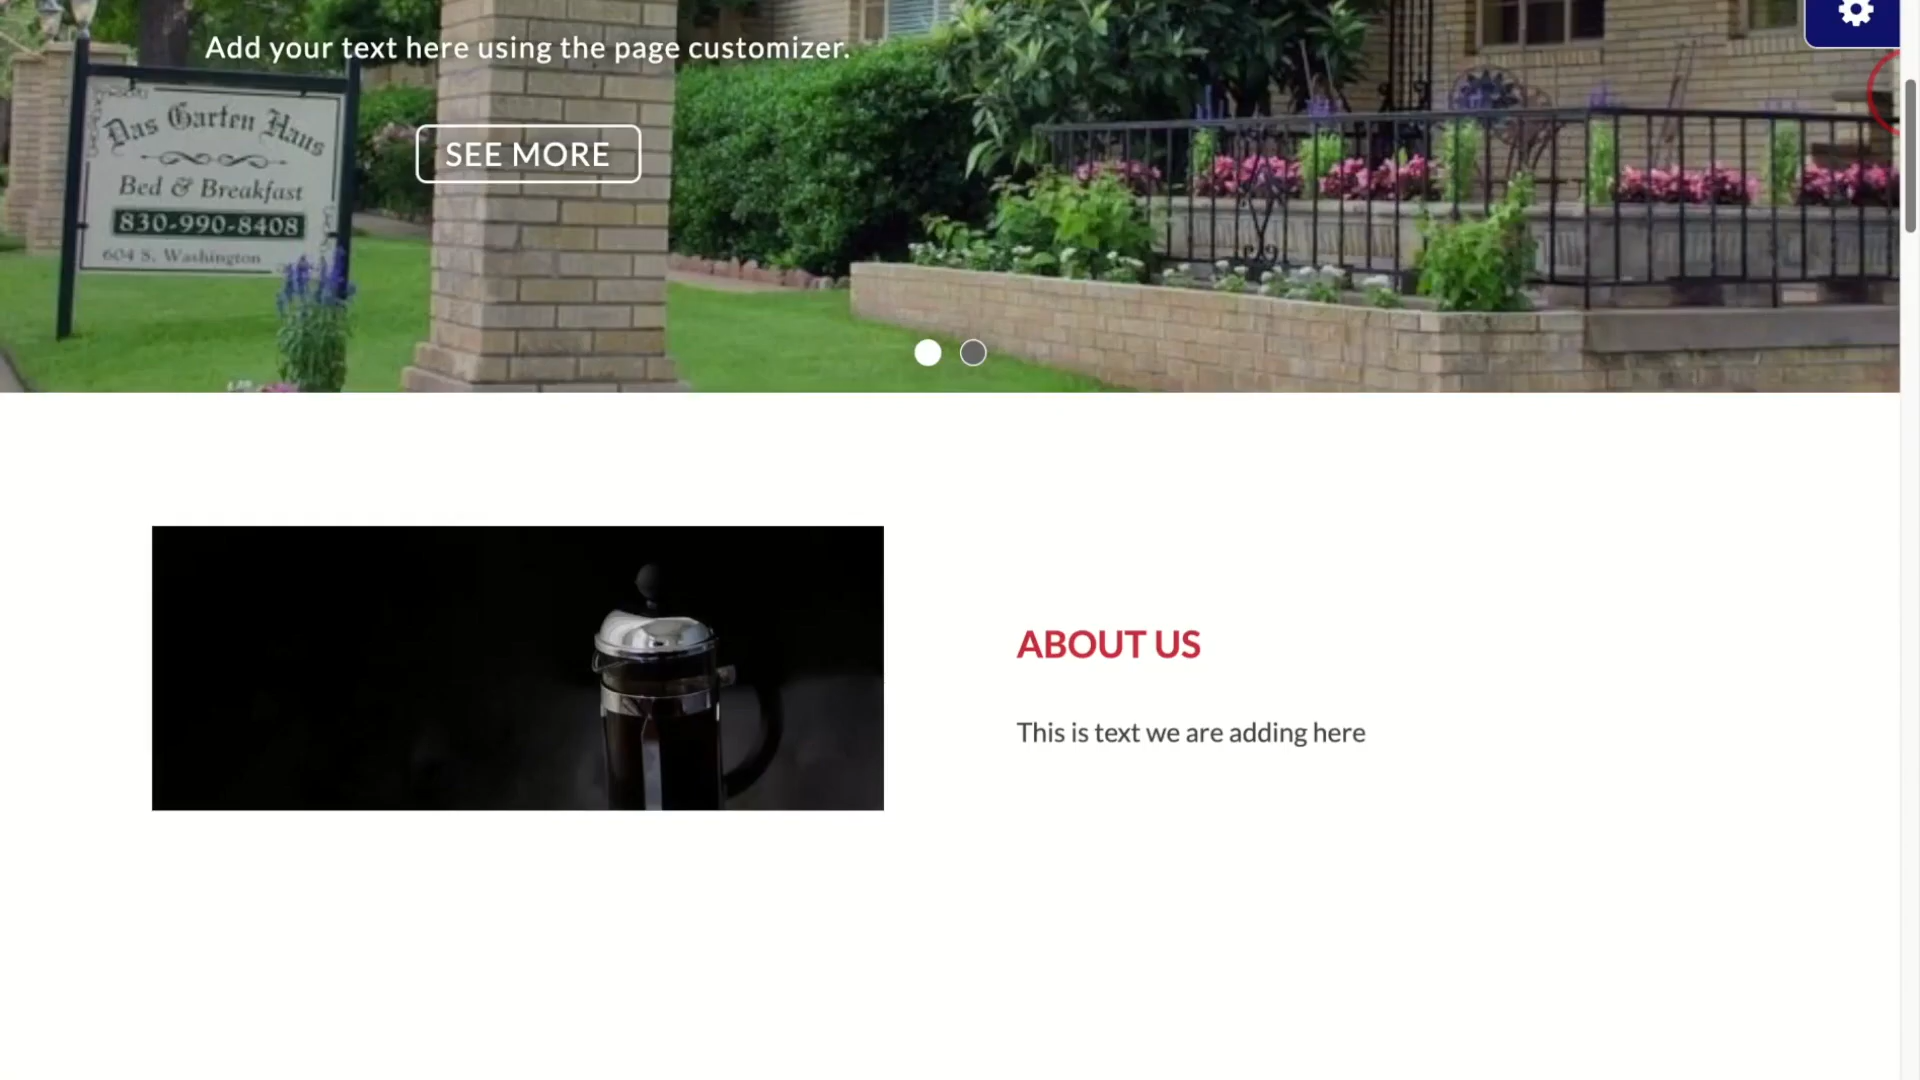 Add your text here using the page customizer.
Das Garten Haus
Bed & Breakfast
830-990-8408
604 S. Washington
SEE MORE
ABOUT US
This is text we are adding here